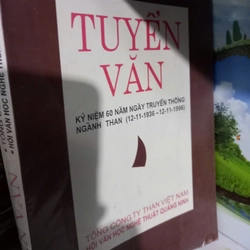 TUYỂN
VĂN
KỶ NIỆM 60 NĂM NGÀY TRUYỀN THỐNG
NGÀNH THAN (12-11-1936 - 12-11-1996)
TỔNG CÔNG TY THAN VIỆT NAM
HỘI VĂN HỌC NGHỆ THUẬT QUẢNG NINH